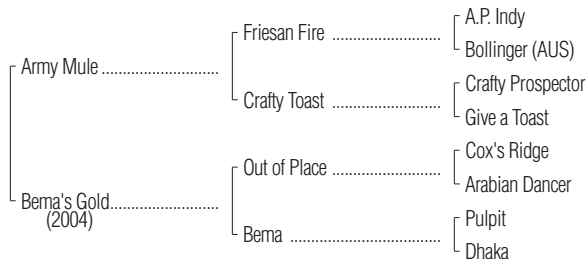 A.P. Indy
Friesan Fire ........................
Bollinger (AUS)
Army Mule ..........................
Crafty Prospector
Crafty Toast ........................
Give a Toast
Cox's Ridge
Out of Place ........................
Arabian Dancer
Bema's Gold........................
(2004)
Pulpit
Bema ................................
Dhaka